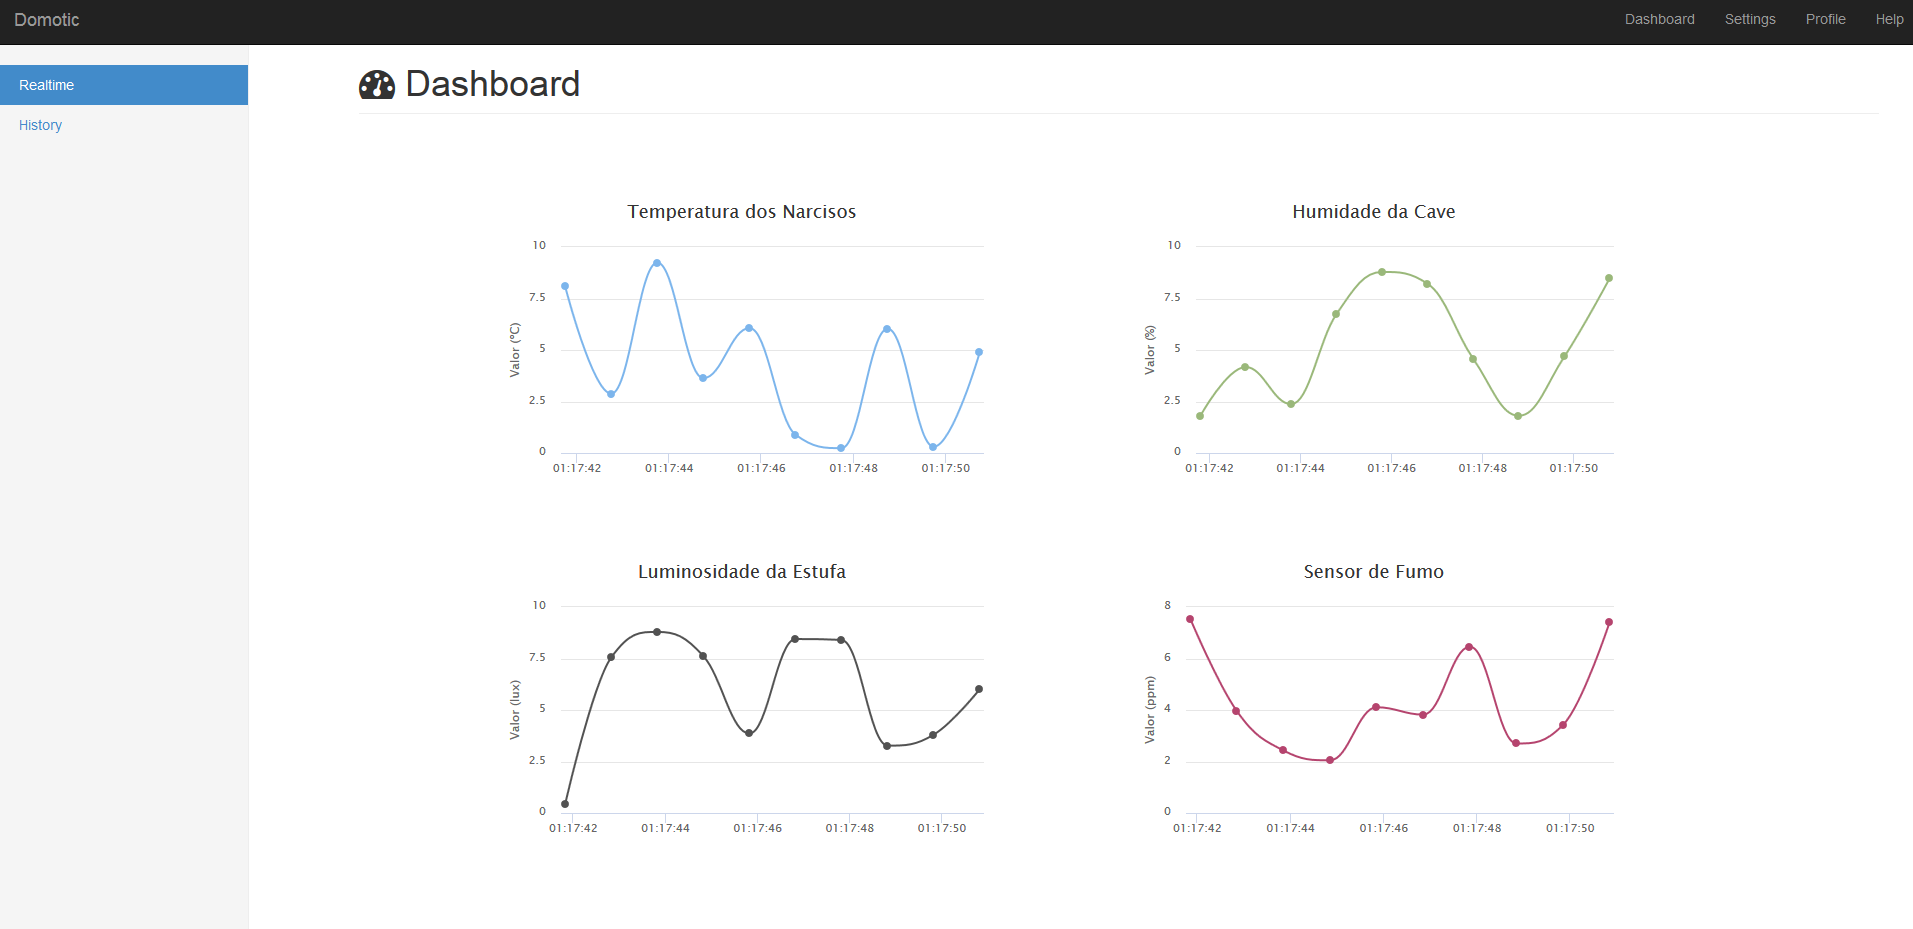 Domotic
Dashboard Settings Profile Help
Realtime
History
Dashboard
Temperatura dos Narcisos
Valor (ºC)
10
7.5
5
2.5
0
01:17:42 01:17:44 01:17:46 01:17:48 01:17:50
Humidade da Cave
Valor (%)
10
7.5
5
2.5
0
01:17:42 01:17:44 01:17:46 01:17:48 01:17:50
Luminosidade da Estufa
Valor (lux)
10
7.5
5
2.5
0
01:17:42 01:17:44 01:17:46 01:17:48 01:17:50
Sensor de Fumo
Valor (ppm)
8
6
4
2
0
01:17:42 01:17:44 01:17:46 01:17:48 01:17:50